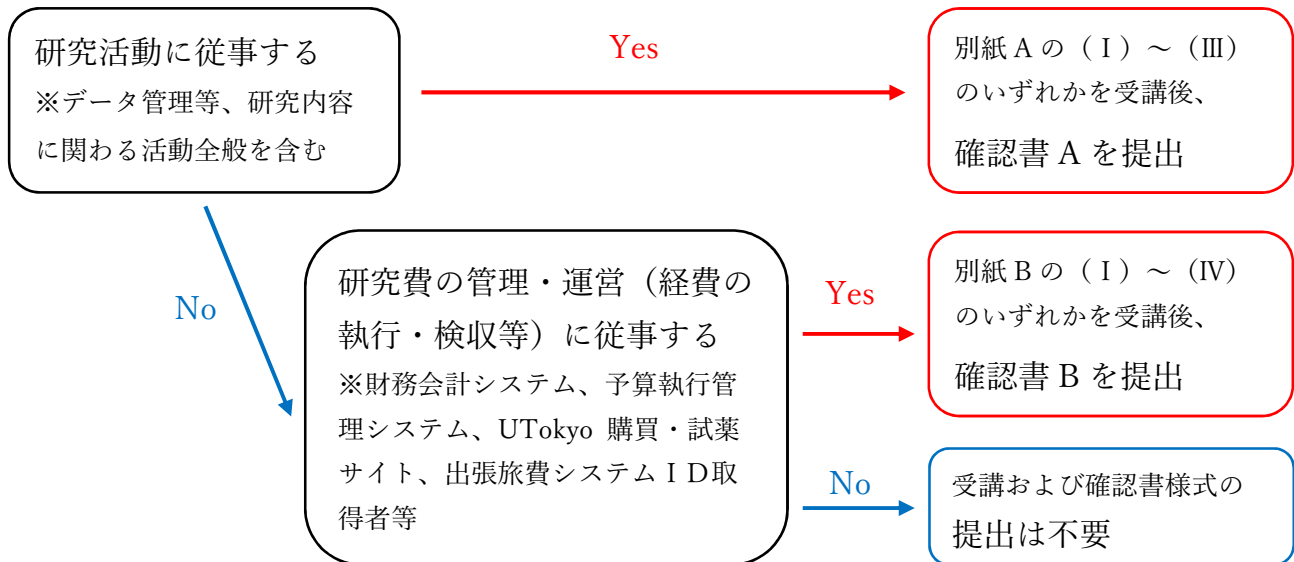 研究活動に従事する
※データ管理等、研究内容
に関わる活動全般を含む
Yes
別紙 A の（Ⅰ）～（Ⅲ）
のいずれかを受講後、
確認書 A を提出
No
研究費の管理・運営（経費の
執行・検収等）に従事する
※財務会計システム、予算執行管
理システム、UTokyo 購買・試薬
サイト、出張旅費システムＩＤ取
得者等
Yes
別紙 B の（Ⅰ）～（Ⅳ）
のいずれかを受講後、
確認書 B を提出
No
受講および確認書様式の
提出は不要